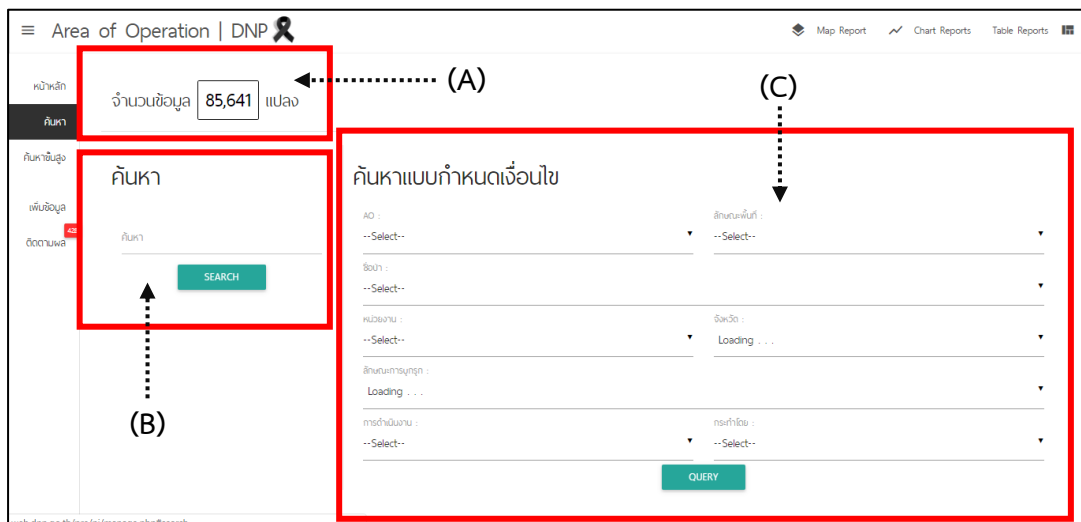 Area of Operation | DNP
Map Report
Chart Reports
Table Reports
หน้าหลัก
ค้นหา
ค้นหาขั้นสูง
เพิ่มข้อมูล
ติดตามผล
จำนวนข้อมูล 85,641 แปลง
(A)
ค้นหา
ค้นหา
SEARCH
(B)
(C)
ค้นหาแบบกำหนดเงื่อนไข
AO :
ลักษณะพื้นที่ :
--Select--
--Select--
ชื่อป่า :
--Select--
หน่วยงาน :
จังหวัด :
--Select--
Loading . . .
ลักษณะการบุกรุก :
Loading . . .
การดำเนินงาน :
กระทำโดย :
--Select--
--Select--
QUERY